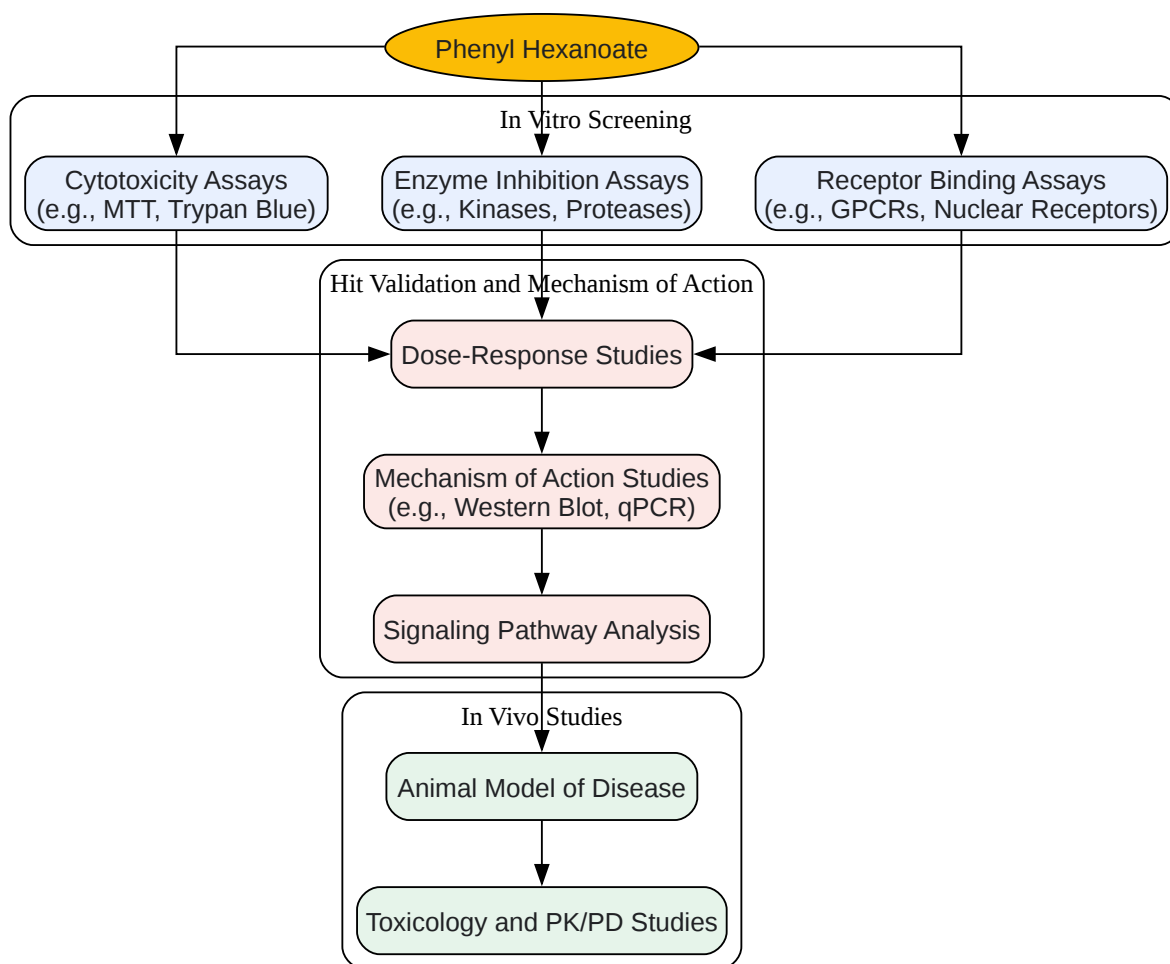 Phenyl Hexanoate
In Vitro Screening
Cytotoxicity Assays
(e.g., MTT, Trypan Blue)
Enzyme Inhibition Assays
(e.g., Kinases, Proteases)
Receptor Binding Assays
(e.g., GPCRs, Nuclear Receptors)
Hit Validation and Mechanism of Action
Dose-Response Studies
Mechanism of Action Studies
(e.g., Western Blot, qPCR)
Signaling Pathway Analysis
In Vivo Studies
Animal Model of Disease
Toxicology and PK/PD Studies